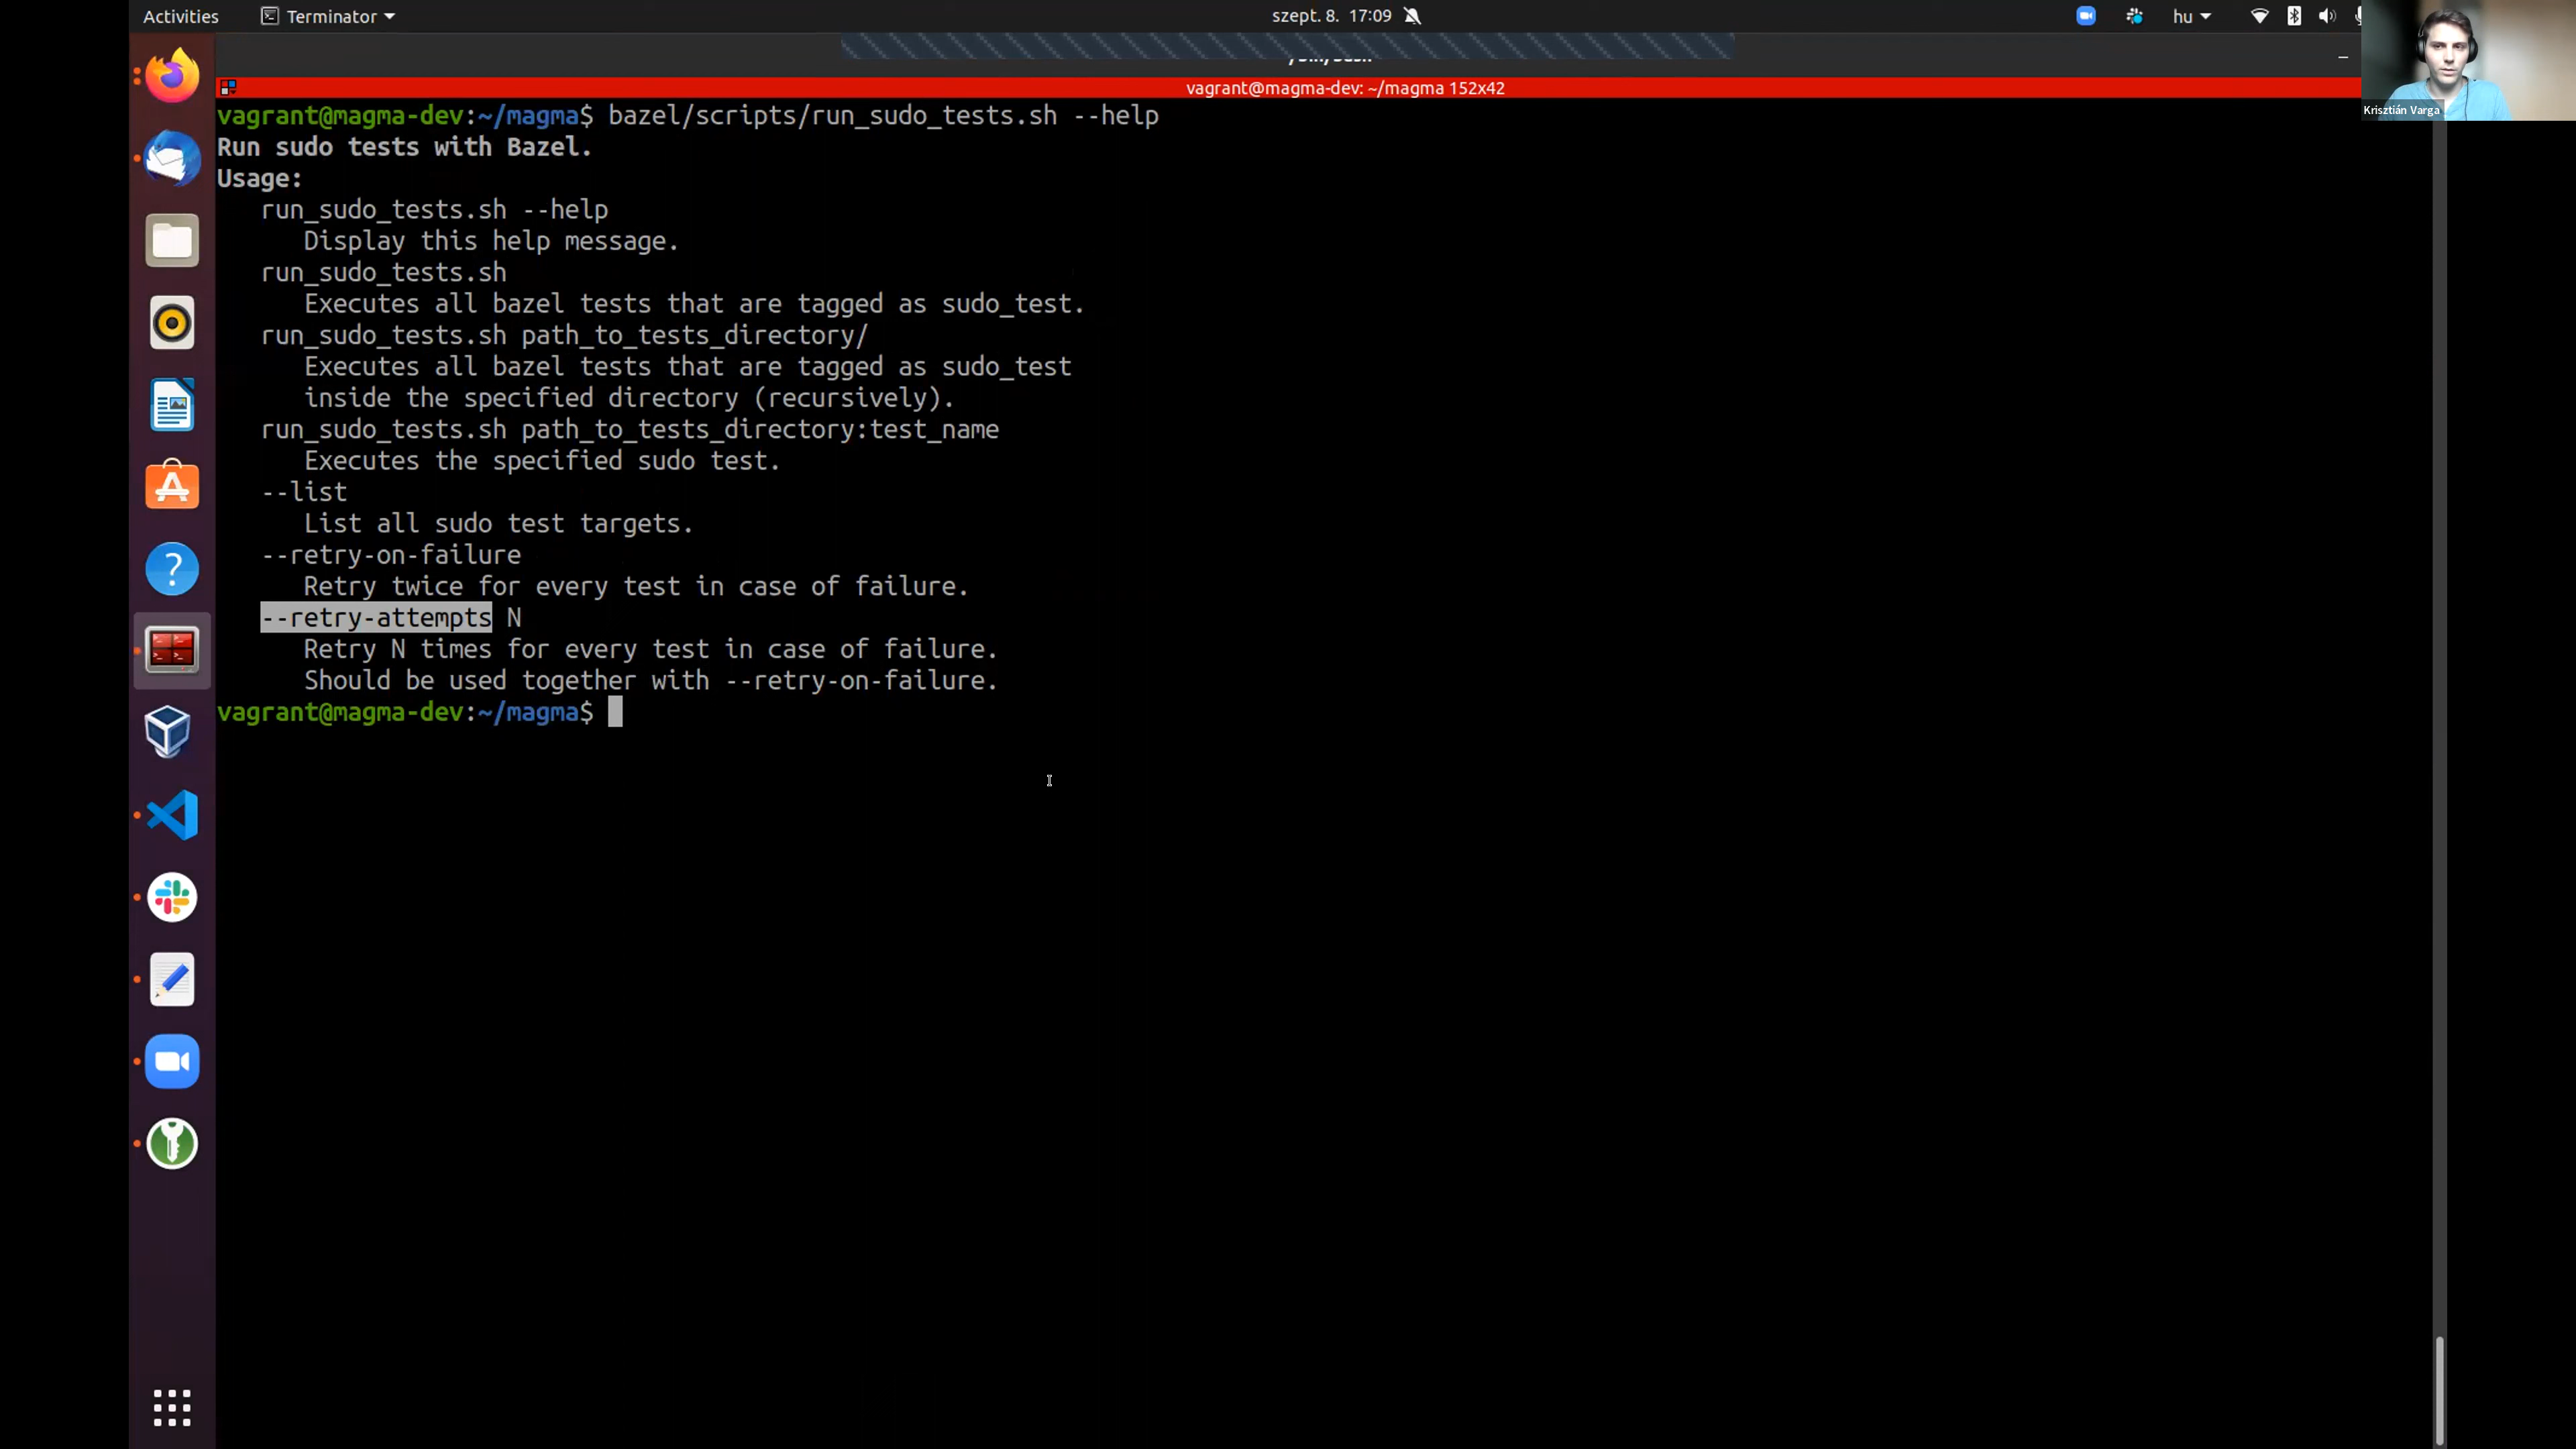 Activities Terminator szept. 8. 17:09 hu
vagrant@magma-dev: ~/magma 152x42
Krisztián Varga
vagrant@magma-dev:~/magma$ bazel/scripts/run_sudo_tests.sh --help
Run sudo tests with Bazel.
Usage:
run_sudo_tests.sh --help
Display this help message.
run_sudo_tests.sh
Executes all bazel tests that are tagged as sudo_test.
run_sudo_tests.sh path_to_tests_directory/
Executes all bazel tests that are tagged as sudo_test
inside the specified directory (recursively).
run_sudo_tests.sh path_to_tests_directory:test_name
Executes the specified sudo test.
--list
List all sudo test targets.
--retry-on-failure
Retry twice for every test in case of failure.
--retry-attempts N
Retry N times for every test in case of failure.
Should be used together with --retry-on-failure.
vagrant@magma-dev:~/magma$